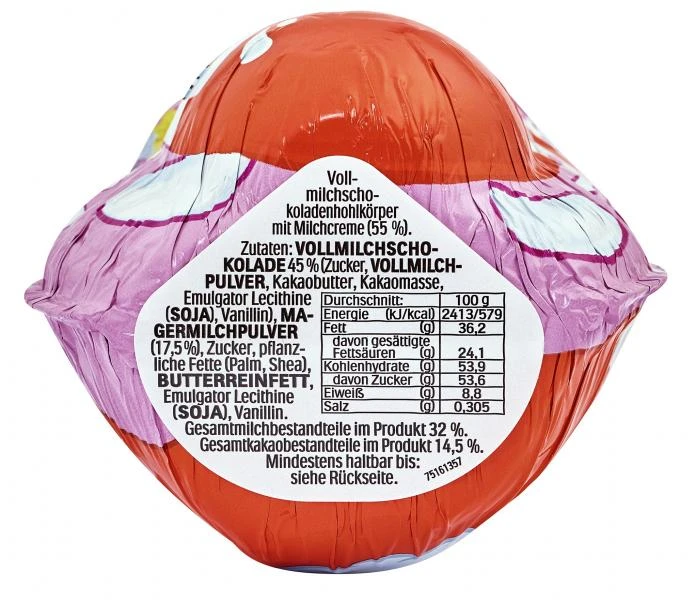 Voll-
milchscho-
koladenhohlkörper
mit Milchcreme (55 %).
Zutaten: VOLLMILCHSCHO-
KOLADE 45 % (Zucker, VOLLMILCH-
PULVER, Kakaobutter, Kakaomasse,
Emulgator Lecithine
(SOJA), Vanillin), MA-
GERMILCHPULVER
(17,5%), Zucker, pflanz-
liche Fette (Palm, Shea),
BUTTERREINFETT,
Emulgator Lecithine
(SOJA), Vanillin.
Durchschnitt: 100 g
Energie (kJ/kcal) 2413/579
Fett (g) 36,2
davon gesättigte
Fettsäuren (g) 24,1
Kohlenhydrate (g) 53,9
davon Zucker (g) 53,6
Eiweiß (g) 8,8
Salz (g) 0,305
Gesamtmilchbestandteile im Produkt 32 %.
Gesamtkakaobestandteile im Produkt 14,5 %.
Mindestens haltbar bis:
siehe Rückseite.
75161357